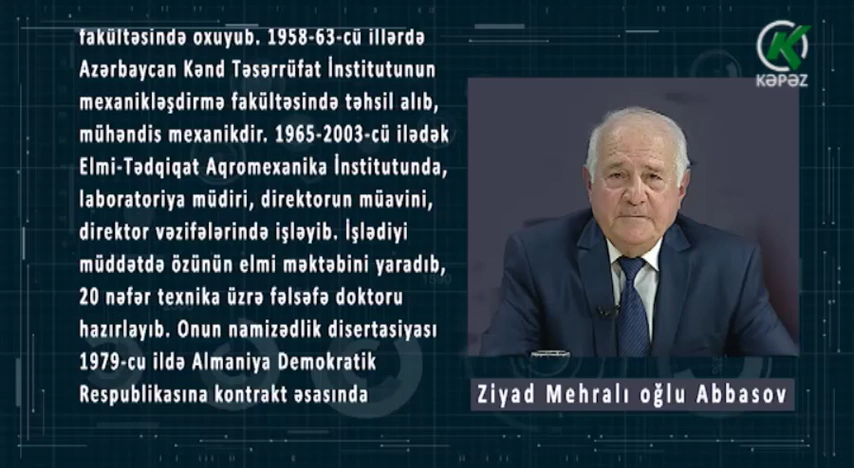 fakültəsində oxuyub. 1958-63-cü illərdə
Azərbaycan Kənd Təsərrüfat İnstitutunun
mexanikləşdirmə fakültəsində təhsil alıb,
mühəndis mexanikdir. 1965-2003-cü ilədək
Elmi-Tədqiqat Aqromexanika İnstitutunda,
laboratoriya müdiri, direktorun müavini,
direktor vəzifələrində işləyib. İşlədiyi
müddətdə özünün elmi məktəbini yaradıb,
20 nəfər texnika üzrə fəlsəfə doktoru
hazırlayıb. Onun namizədlik disertasiyası
1979-cu ildə Almaniya Demokratik
Respublikasına kontrakt əsasında
KƏPƏZ
Ziyad Mehralı oğlu Abbasov